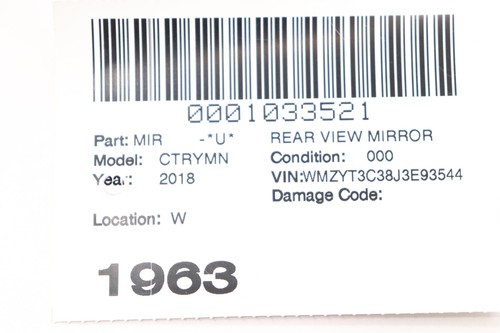 0001033521
Part: MIR -*U* REAR VIEW MIRROR
Model: CTRYMN Condition: 000
Year: 2018 VIN:WMZYT3C38J3E93544
Damage Code:
Location: W
1963